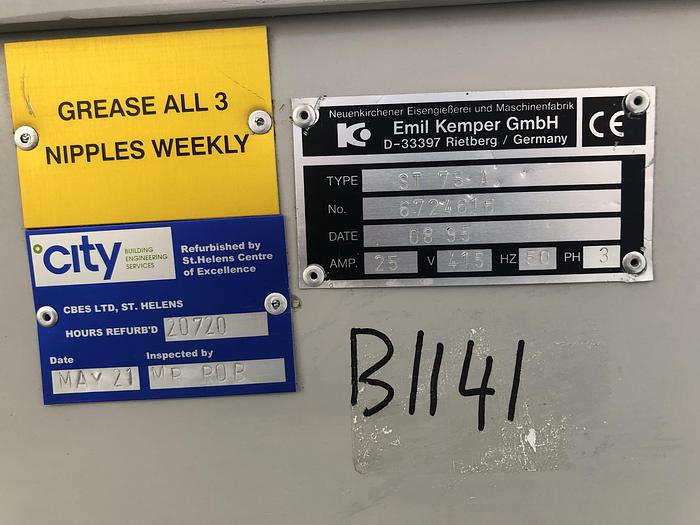 GREASE ALL 3
NIPPLES WEEKLY
city
BUILDING
ENGINEERING
SERVICES
Refurbished by
St.Helens Centre
of Excellence
CBES LTD, ST. HELENS
HOURS REFURB'D 20720
Date Inspected by
MAY 21 MR
Neuenkirchener Eisengießerei und Maschinenfabrik
K
Emil Kemper GmbH
D-33397 Rietberg / Germany
CE
TYPE ST 75
No. 6724616
DATE 08 95
AMP. 25 V 415 HZ 50 PH 3
B1141